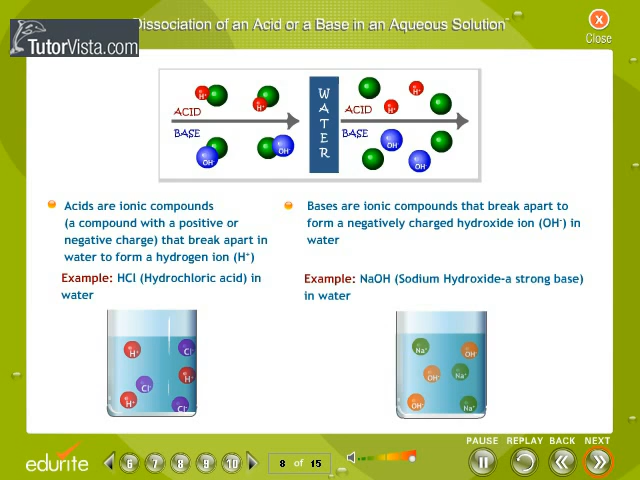 Dissociation of an Acid or a Base in an Aqueous Solution
TutorVista.com
X
Close
H⁺
H⁺
ACID
BASE
OH⁻
OH⁻
WATER
H⁺
H⁺
ACID
BASE
OH⁻
OH⁻
Acids are ionic compounds
(a compound with a positive or
negative charge) that break apart in
water to form a hydrogen ion (H⁺)
Example: HCl (Hydrochloric acid) in
water
Bases are ionic compounds that break apart to
form a negatively charged hydroxide ion (OH⁻) in
water
Example: NaOH (Sodium Hydroxide-a strong base)
in water
H⁺
Cl⁻
H⁺
Cl⁻
H⁺
Cl⁻
Na⁺
OH⁻
OH⁻
Na⁺
OH⁻
Na⁺
edurite
6 7 8 9 10
8 of 15
PAUSE REPLAY BACK NEXT